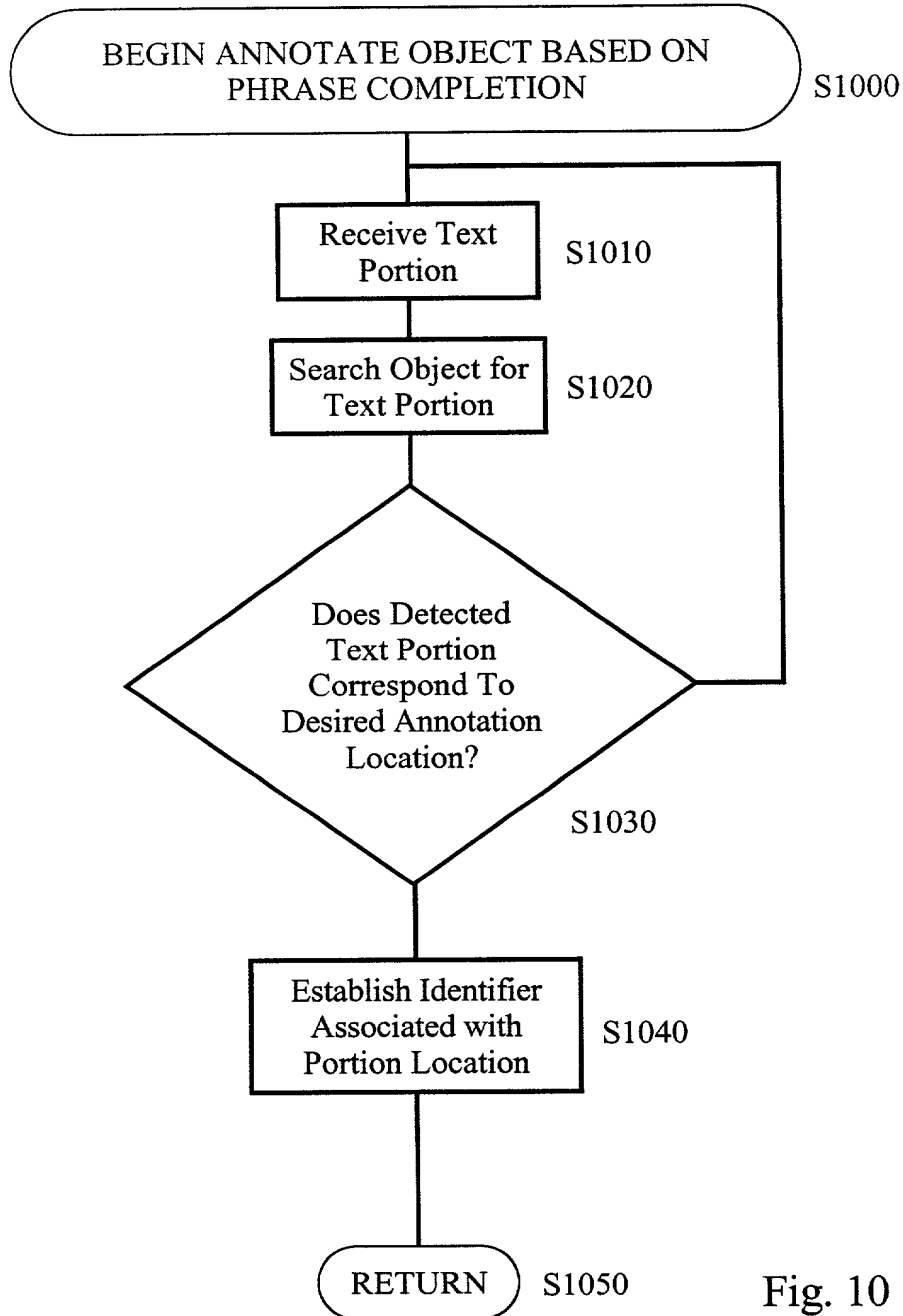 BEGIN ANNOTATE OBJECT BASED ON
PHRASE COMPLETION
S1000
Receive Text
Portion
S1010
Search Object for
Text Portion
S1020
Does Detected
Text Portion
Correspond To
Desired Annotation
Location?
S1030
Establish Identifier
Associated with
Portion Location
S1040
RETURN
S1050
Fig. 10